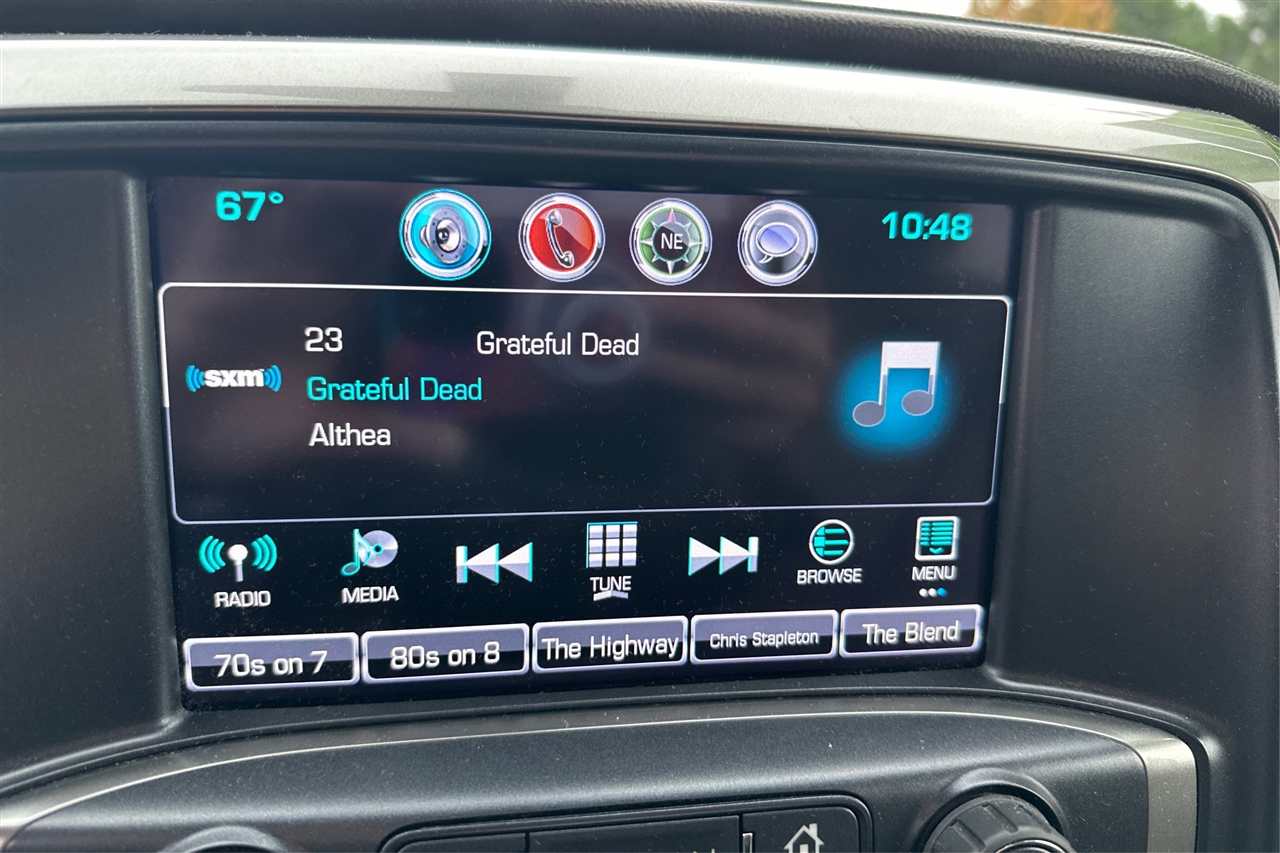 67°
NE
10:48
23 Grateful Dead
((sxm))
Grateful Dead
Althea
RADIO
MEDIA
TUNE
BROWSE
MENU
70s on 7
80s on 8
The Highway
Chris Stapleton
The Blend